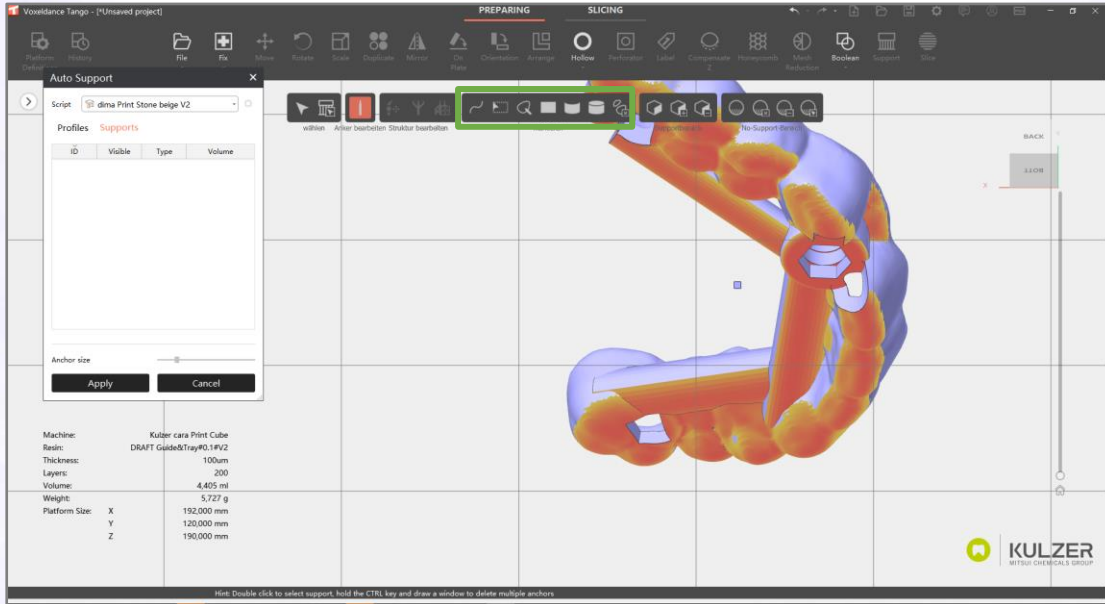 Voxeldance Tango - [*Unsaved project]
PREPARING
SLICING
Platform Definition
History
File
Fix
Move
Rotate
Scale
Duplicate
Mirror
On Plate
Orientation
Arrange
Hollow
Perforator
Label
Compensate Z
Honeycomb
Mesh Reduction
Boolean
Support
Slice
Auto Support
Script
dima Print Stone beige V2
Profiles
Supports
ID
Visible
Type
Volume
Anchor size
Apply
Cancel
wählen
Anker bearbeiten
Struktur bearbeiten
No-Support-Bereich
BACK
X
Machine: Kulzer cara Print Cube
Resin: DRAFT Guide&Tray#0.1#V2
Thickness: 100um
Layers: 200
Volume: 4,405 ml
Weight: 5,727 g
Platform Size: X 192,000 mm
Y 120,000 mm
Z 190,000 mm
KULZER
MITSUI CHEMICALS GROUP
Hint: Double click to select support, hold the CTRL key and draw a window to delete multiple anchors